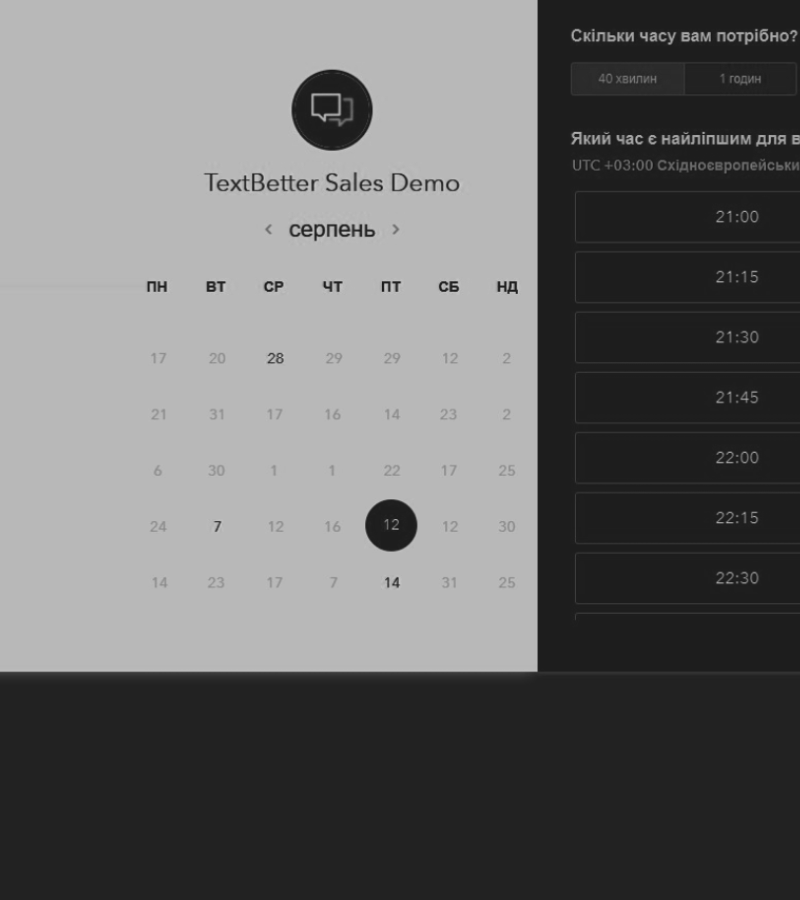 TextBetter Sales Demo
< серпень >
ПН ВТ СР ЧТ ПТ СБ НД
17 20 28 29 29 12 2
21 31 17 16 14 23 2
6 30 1 1 22 17 25
24 7 12 16 12 12 30
14 23 17 7 14 31 25
Скільки часу вам потрібно?
40 хвилин 1 годин
Який час є найліпшим для
UTC +03:00
21:00
21:15
21:30
21:45
22:00
22:15
22:30